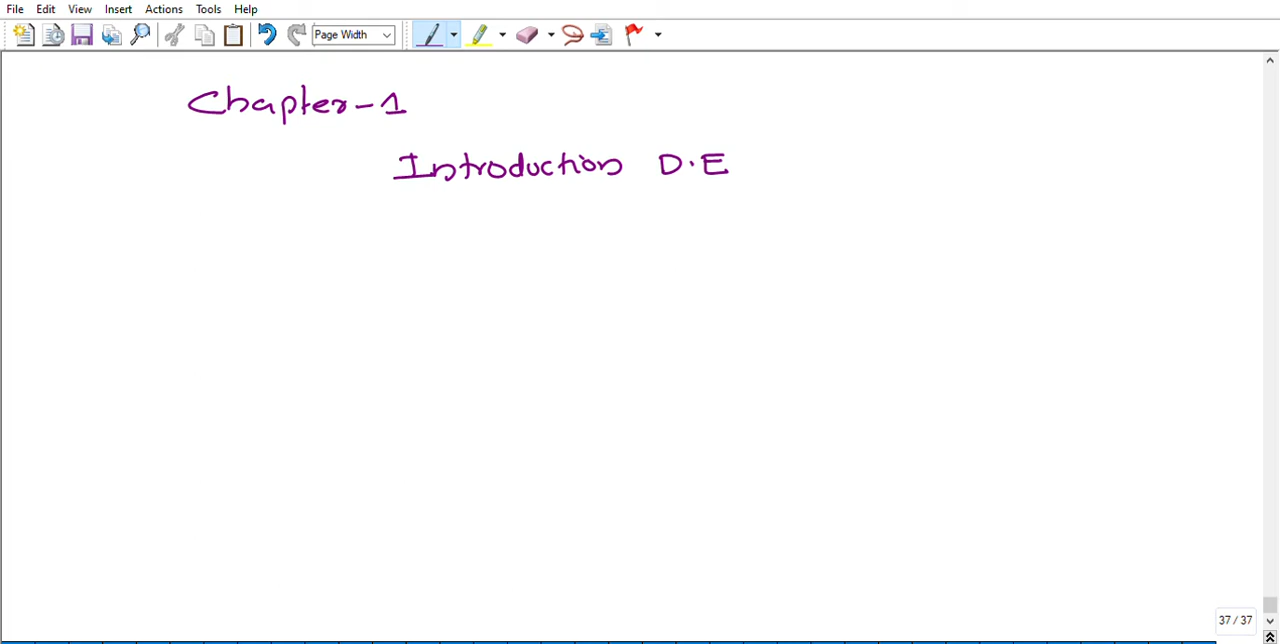 File Edit View Insert Actions Tools Help
Page Width
Chapter-1
Introduction D.E
37 / 37